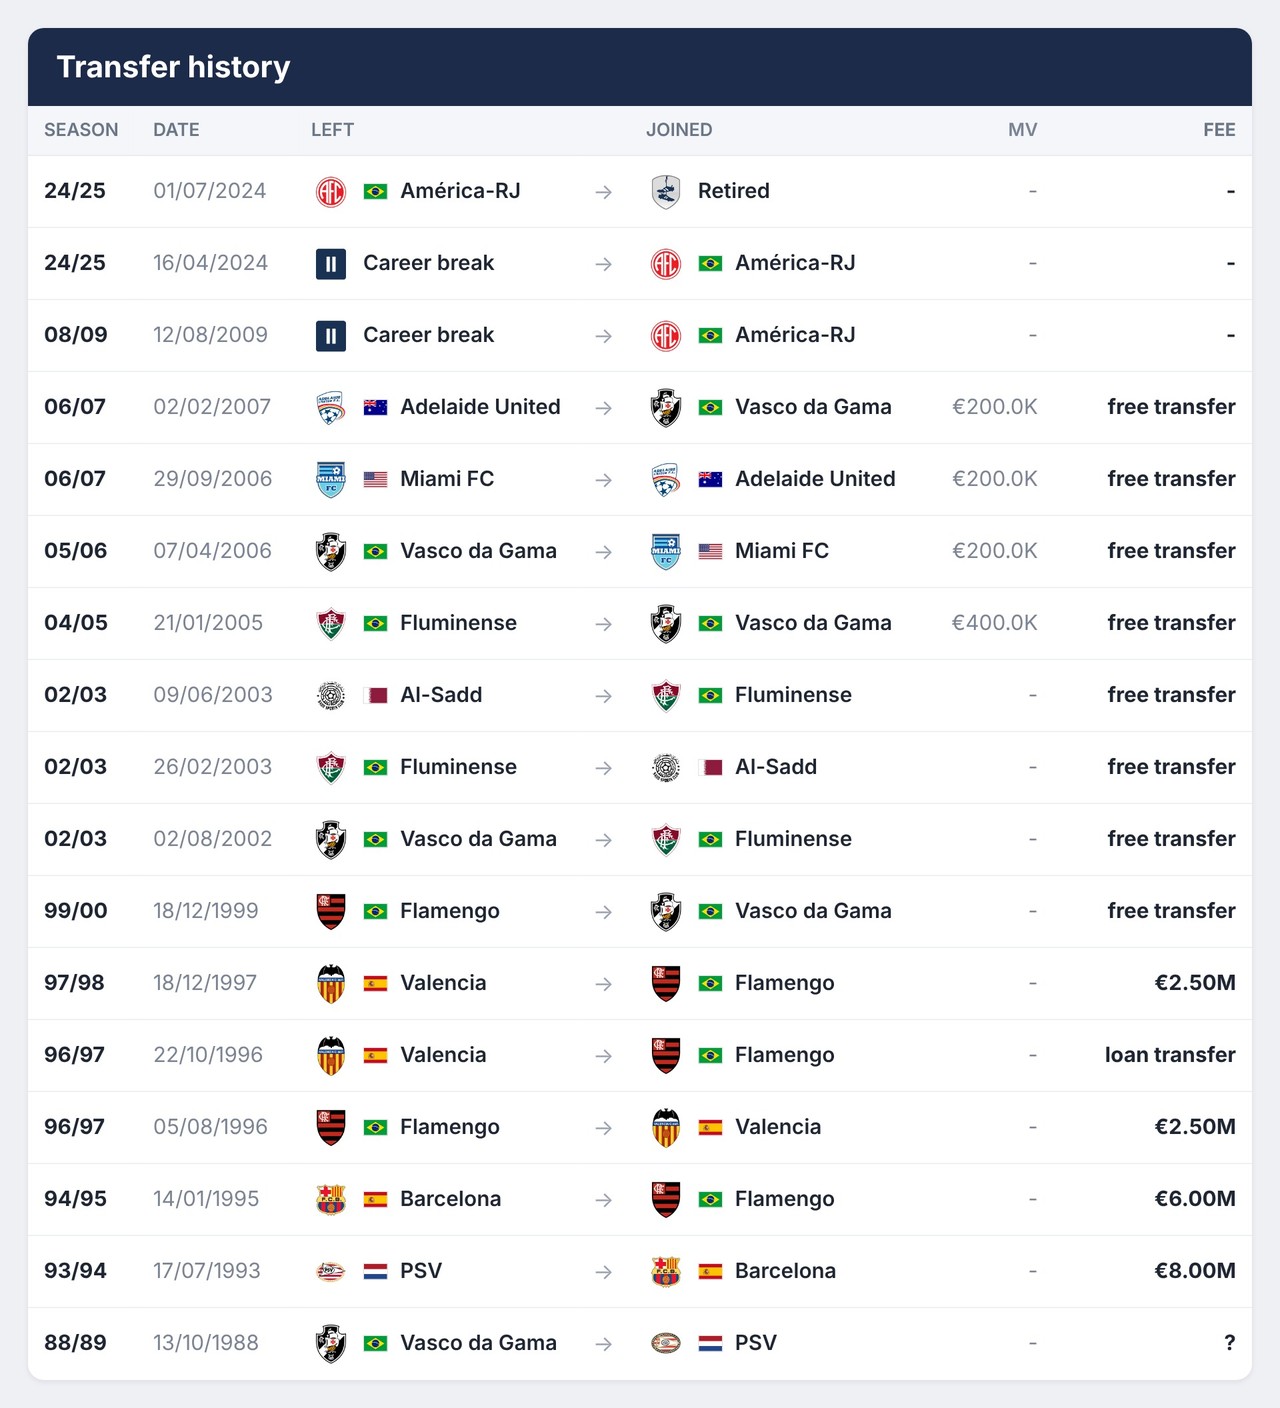 Transfer history
SEASON DATE LEFT JOINED MV FEE
24/25 01/07/2024 América-RJ → Retired - -
24/25 16/04/2024 Career break → América-RJ - -
08/09 12/08/2009 Career break → América-RJ - -
06/07 02/02/2007 Adelaide United → Vasco da Gama €200.0K free transfer
06/07 29/09/2006 Miami FC → Adelaide United €200.0K free transfer
05/06 07/04/2006 Vasco da Gama → Miami FC €200.0K free transfer
04/05 21/01/2005 Fluminense → Vasco da Gama €400.0K free transfer
02/03 09/06/2003 Al-Sadd → Fluminense - free transfer
02/03 26/02/2003 Fluminense → Al-Sadd - free transfer
02/03 02/08/2002 Vasco da Gama → Fluminense - free transfer
99/00 18/12/1999 Flamengo → Vasco da Gama - free transfer
97/98 18/12/1997 Valencia → Flamengo - €2.50M
96/97 22/10/1996 Valencia → Flamengo - loan transfer
96/97 05/08/1996 Flamengo → Valencia - €2.50M
94/95 14/01/1995 Barcelona → Flamengo - €6.00M
93/94 17/07/1993 PSV → Barcelona - €8.00M
88/89 13/10/1988 Vasco da Gama → PSV - ?